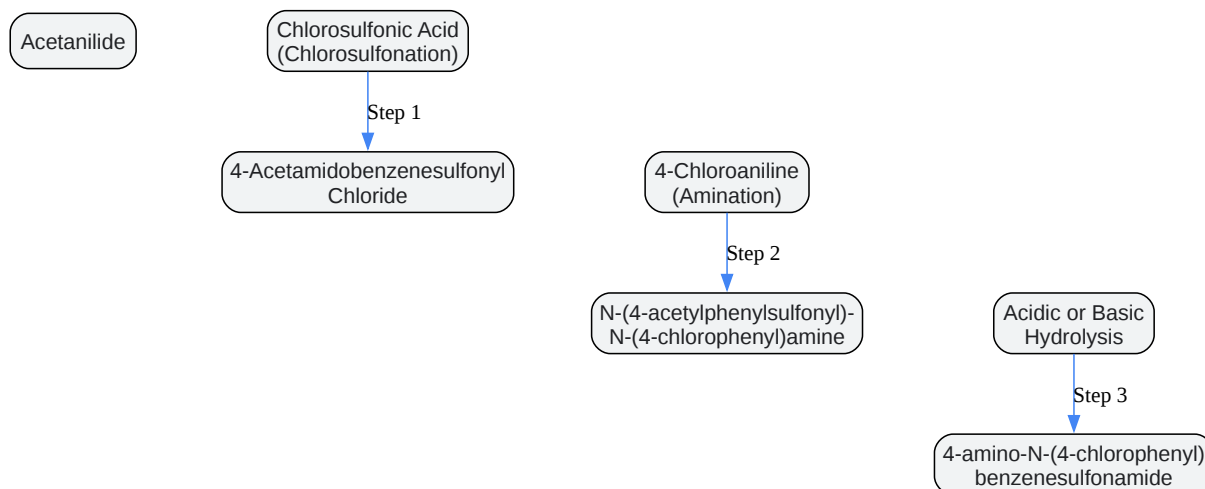 Acetanilide
Chlorosulfonic Acid
(Chlorosulfonation)
Step 1
4-Acetamidobenzenesulfonyl
Chloride
4-Chloroaniline
(Amination)
Step 2
N-(4-acetylphenylsulfonyl)-
N-(4-chlorophenyl)amine
Acidic or Basic
Hydrolysis
Step 3
4-amino-N-(4-chlorophenyl)
benzenesulfonamide